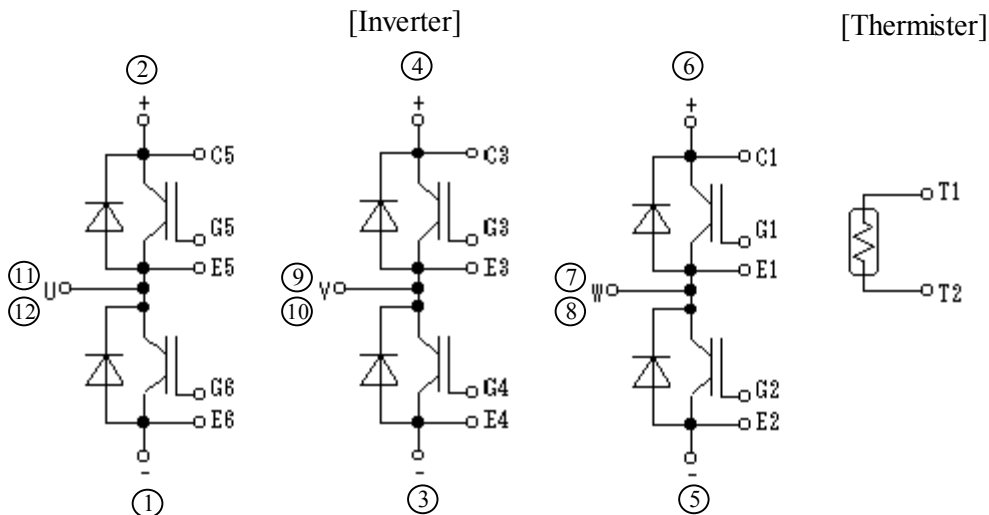 [Inverter]
[Thermister]
②
④
⑥
+
+
+
C5
C3
C1
T1
G5
G3
G1
E5
E3
E1
⑪
⑨
⑦
U
V
W
T2
⑫
⑩
⑧
G6
G4
G2
E6
E4
E2
-
-
-
①
③
⑤